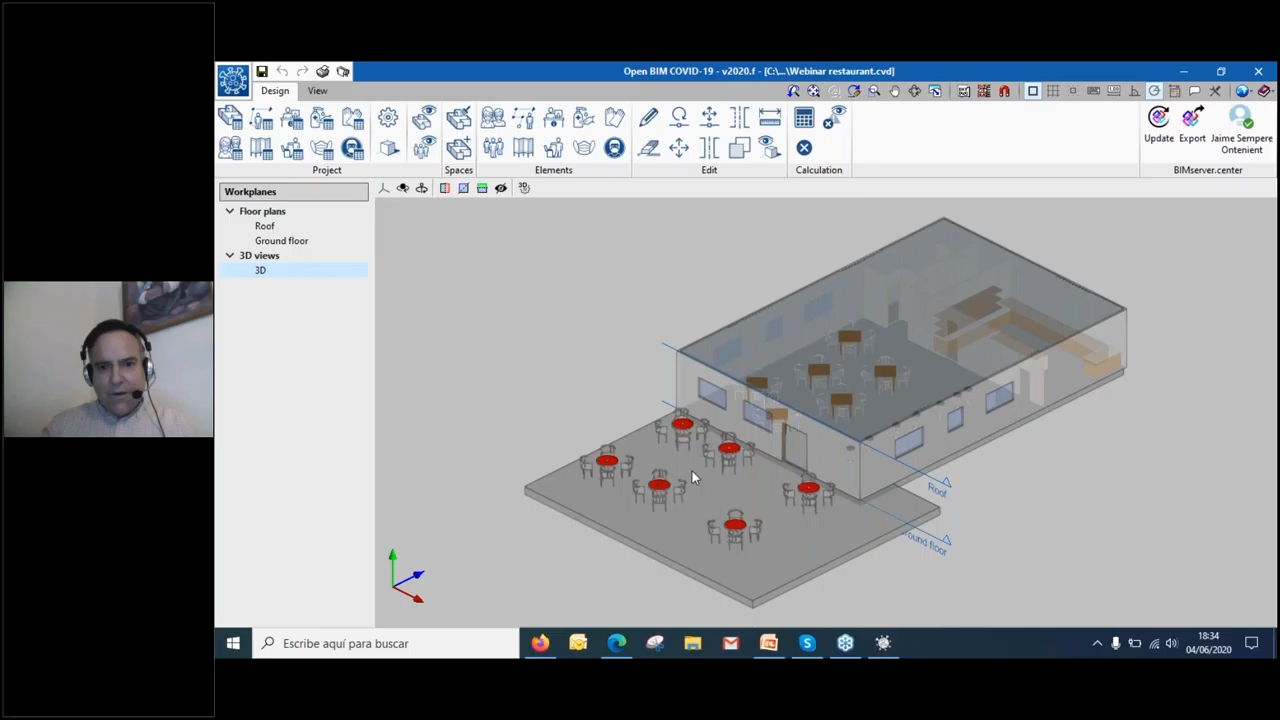 Open BIM COVID-19 - v2020.f - [C:\...\Webinar restaurant.cvd]
Design View
Project Spaces Elements Edit Calculation
Update Export Jaime Sempere
Ontenient
BIMserver.center
Workplanes
Floor plans
Roof
Ground floor
3D views
3D
Roof
Ground floor
Escribe aquí para buscar
18:34
04/06/2020